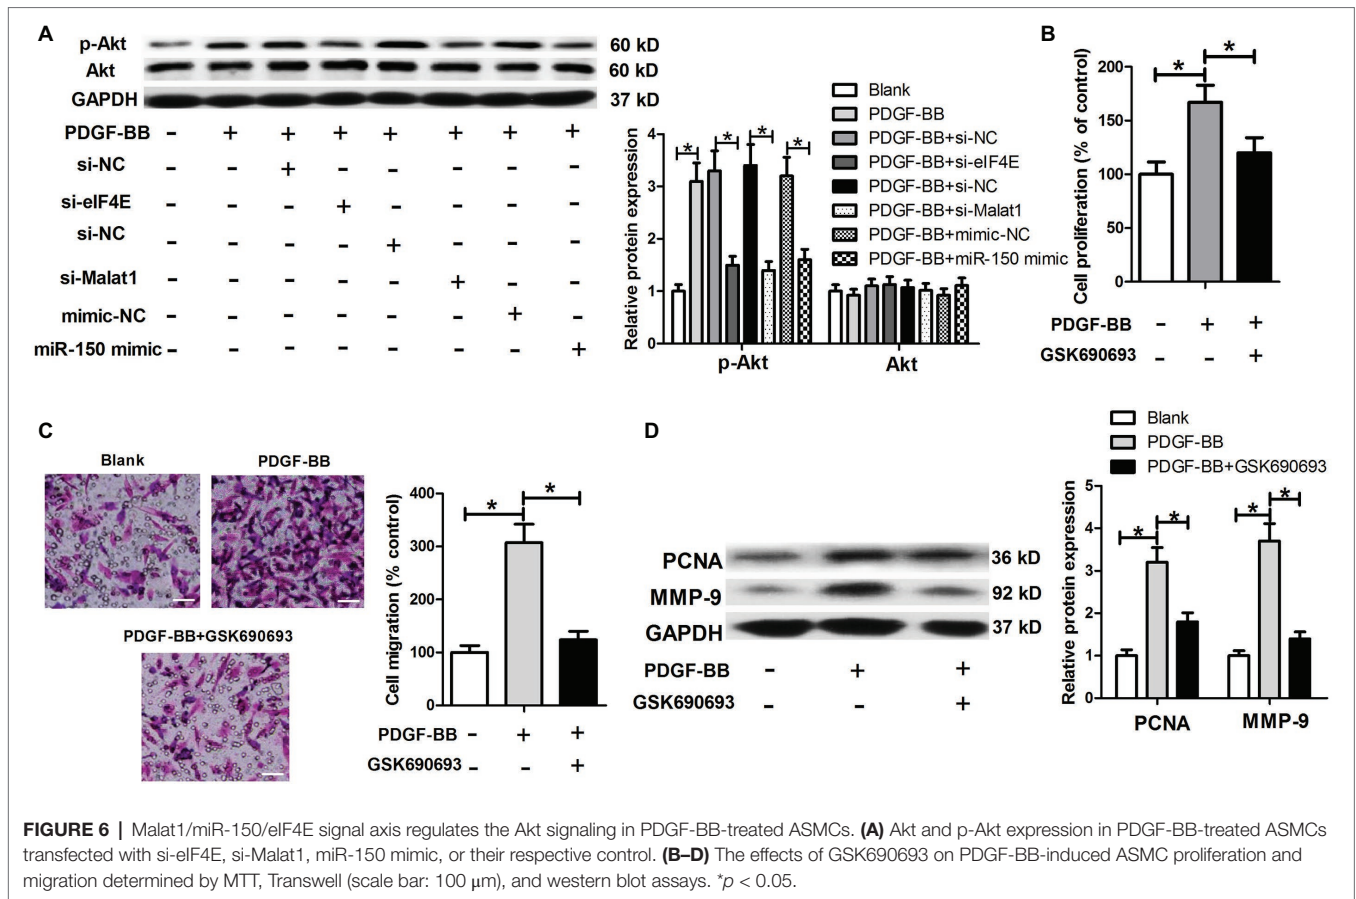 A
p-Akt 60 kD
Akt 60 kD
GAPDH 37 kD
PDGF-BB - + + + + + + +
si-NC - - + - - - - -
si-eIF4E - - - + - - - -
si-NC - - - - + - - -
si-Malat1 - - - - - + - -
mimic-NC - - - - - - + -
miR-150 mimic - - - - - - - +
Relative protein expression
4
3
2
1
0
* * * *
p-Akt Akt
Blank
PDGF-BB
PDGF-BB+si-NC
PDGF-BB+si-eIF4E
PDGF-BB+si-NC
PDGF-BB+si-Malat1
PDGF-BB+mimic-NC
PDGF-BB+miR-150 mimic
B
Cell proliferation (% of control)
200
150
100
50
0
* *
PDGF-BB - + +
GSK690693 - - +
C
Blank PDGF-BB
PDGF-BB+GSK690693
Cell migration (% control)
400
300
200
100
0
* *
PDGF-BB - + +
GSK690693 - - +
D
PCNA 36 kD
MMP-9 92 kD
GAPDH 37 kD
PDGF-BB - + +
GSK690693 - - +
Blank
PDGF-BB
PDGF-BB+GSK690693
Relative protein expression
5
4
3
2
1
0
* * * *
PCNA MMP-9
FIGURE 6 | Malat1/miR-150/eIF4E signal axis regulates the Akt signaling in PDGF-BB-treated ASMCs. (A) Akt and p-Akt expression in PDGF-BB-treated ASMCs
transfected with si-eIF4E, si-Malat1, miR-150 mimic, or their respective control. (B–D) The effects of GSK690693 on PDGF-BB-induced ASMC proliferation and
migration determined by MTT, Transwell (scale bar: 100 μm), and western blot assays. *p < 0.05.